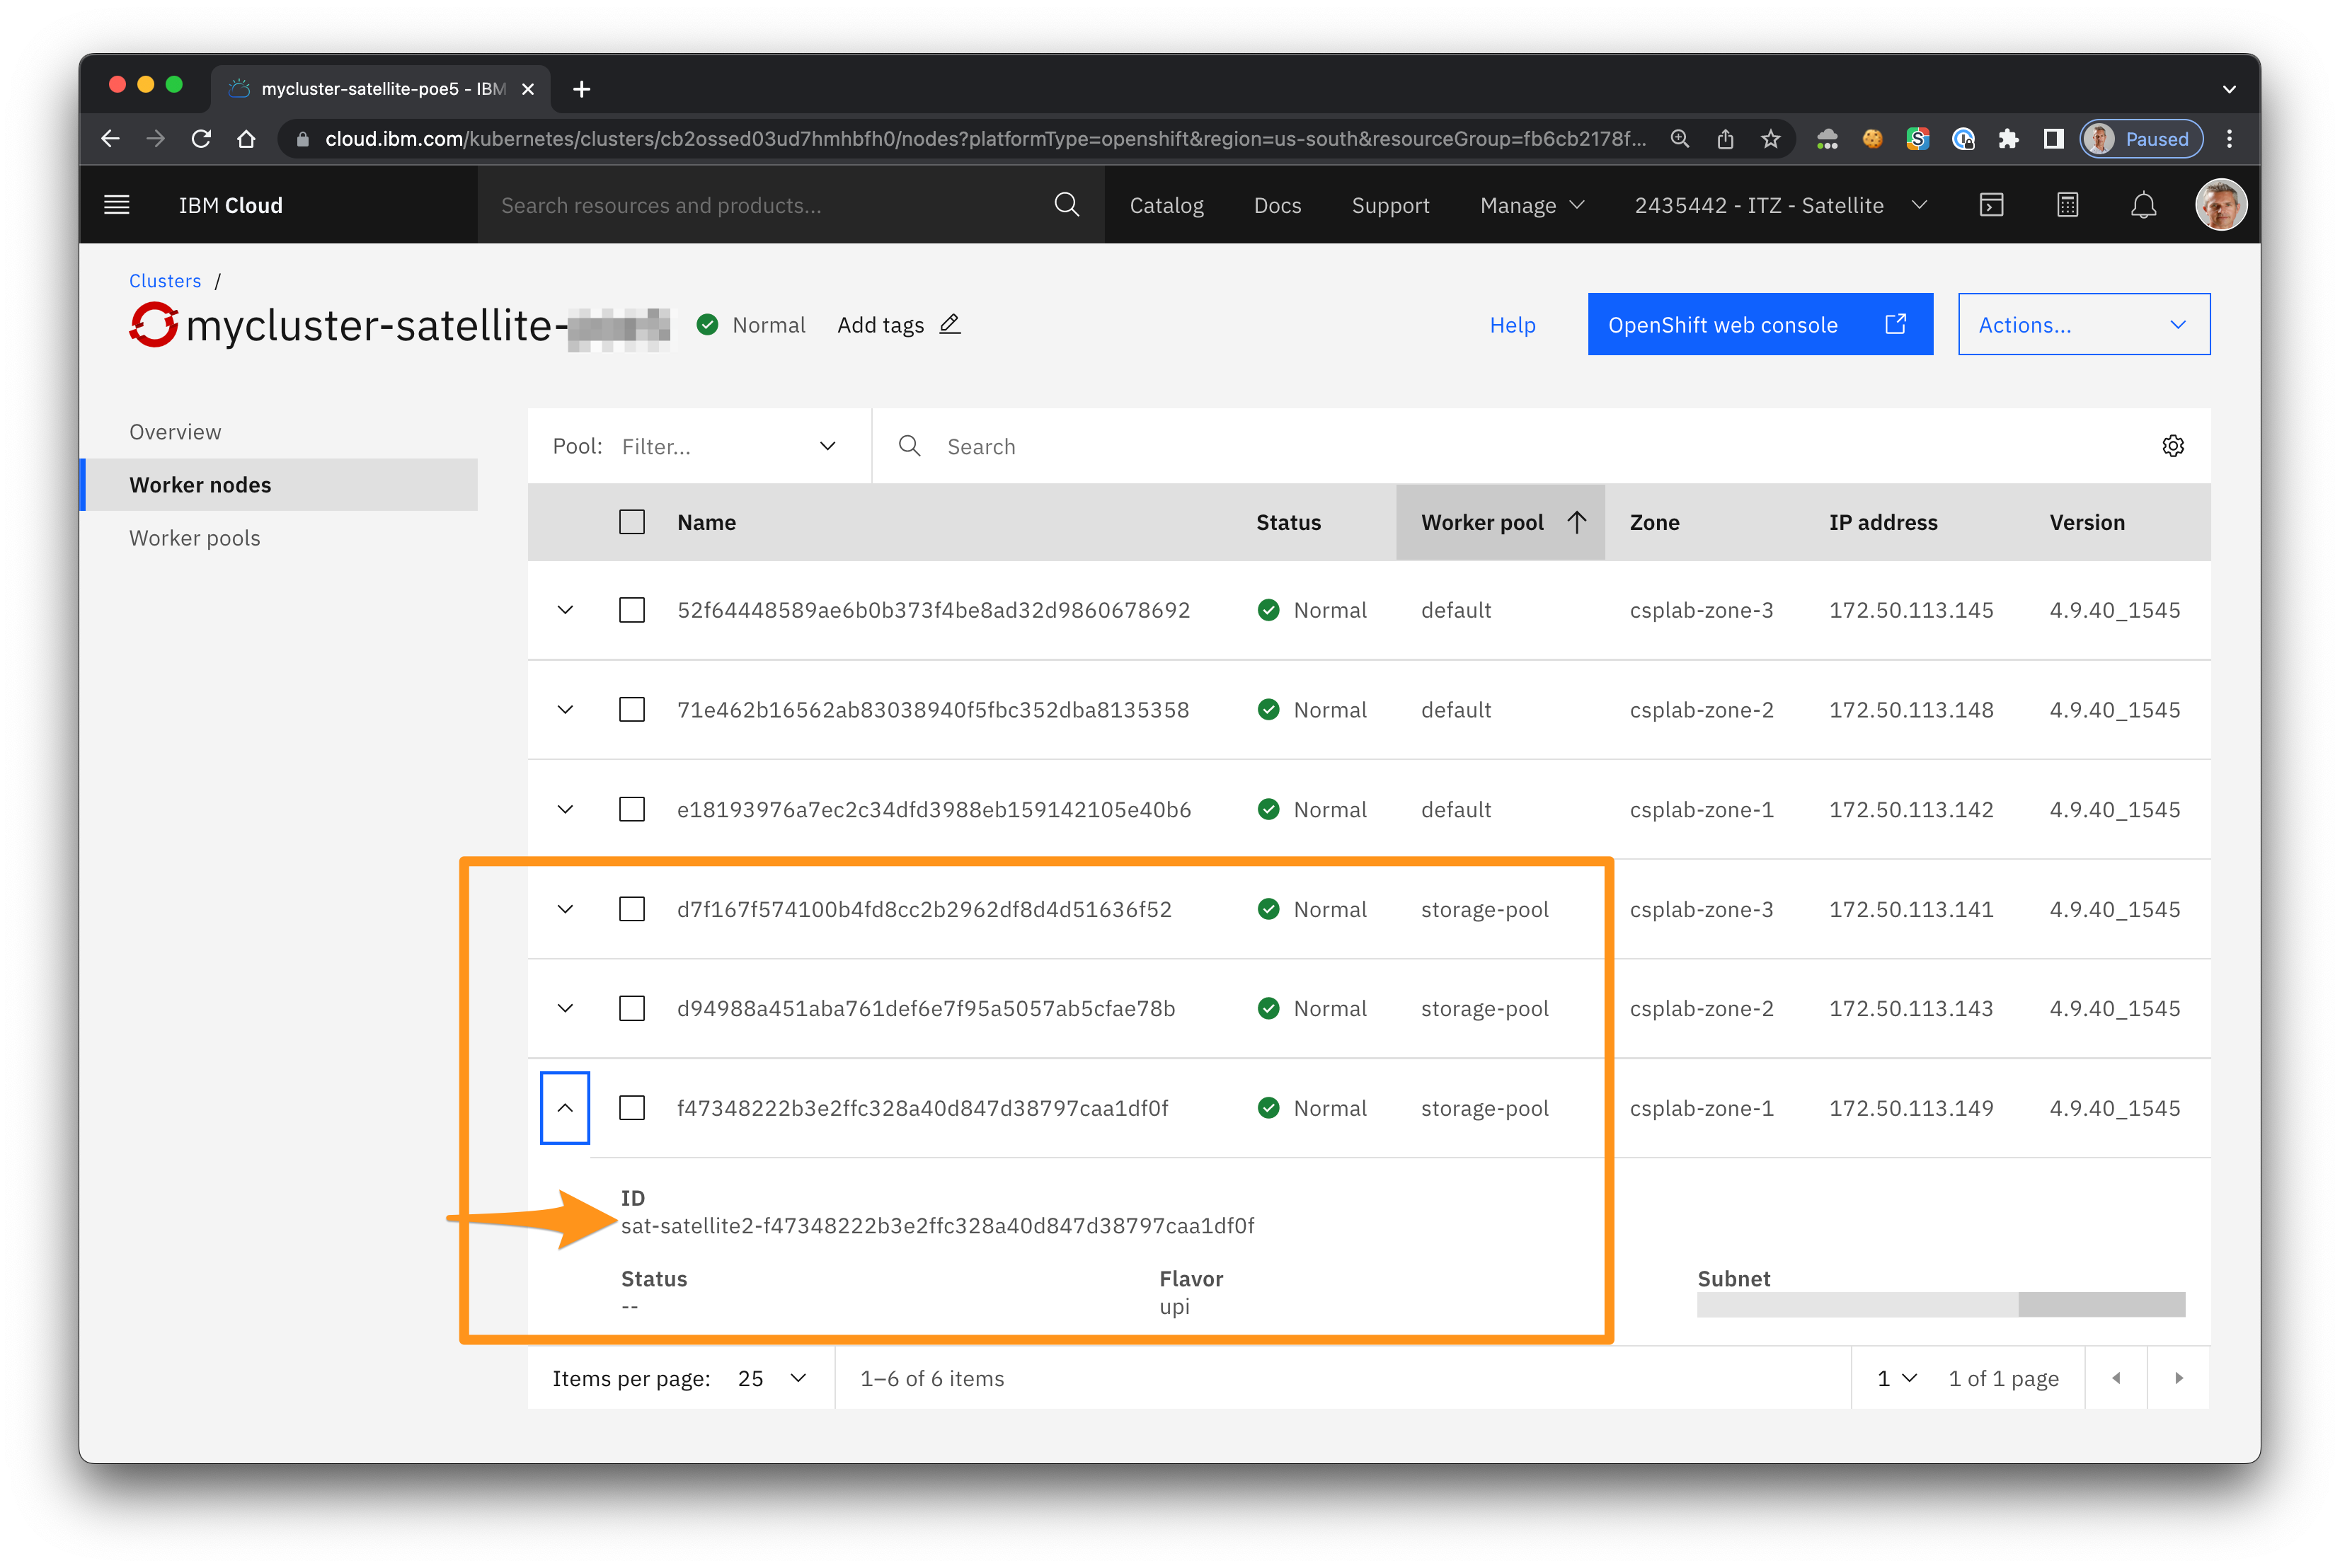 mycluster-satellite-poe5 - IBM
cloud.ibm.com/kubernetes/clusters/cb2ossed03ud7hmhbfh0/nodes?platformType=openshift&region=us-south&resourceGroup=fb6cb2178f... Paused
IBM Cloud Search resources and products... Catalog Docs Support Manage 2435442 - ITZ - Satellite
Clusters /
mycluster-satellite- Normal Add tags Help OpenShift web console Actions...
Overview
Worker nodes
Worker pools
Pool: Filter... Search
Name Status Worker pool Zone IP address Version
52f64448589ae6b0b373f4be8ad32d9860678692 Normal default csplab-zone-3 172.50.113.145 4.9.40_1545
71e462b16562ab83038940f5fbc352dba8135358 Normal default csplab-zone-2 172.50.113.148 4.9.40_1545
e18193976a7ec2c34dfd3988eb159142105e40b6 Normal default csplab-zone-1 172.50.113.142 4.9.40_1545
d7f167f574100b4fd8cc2b2962df8d4d51636f52 Normal storage-pool csplab-zone-3 172.50.113.141 4.9.40_1545
d94988a451aba761def6e7f95a5057ab5cfae78b Normal storage-pool csplab-zone-2 172.50.113.143 4.9.40_1545
f47348222b3e2ffc328a40d847d38797caa1df0f Normal storage-pool csplab-zone-1 172.50.113.149 4.9.40_1545
ID
sat-satellite2-f47348222b3e2ffc328a40d847d38797caa1df0f
Status Flavor Subnet
-- upi
Items per page: 25 1–6 of 6 items 1 1 of 1 page